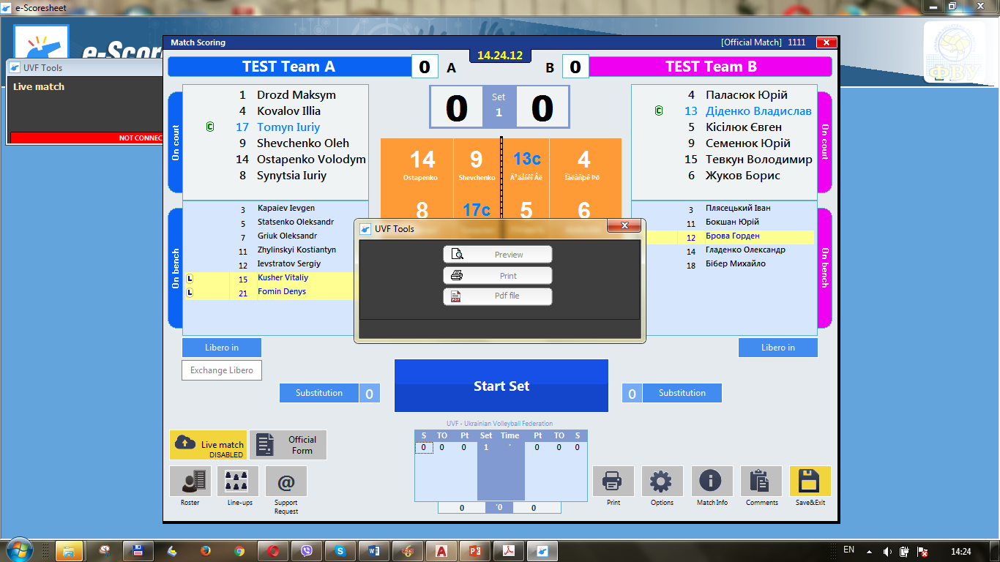 e-Scoresheet
e-Scor
ФВУ
UVF Tools
Live match
NOT CONNEC
Match Scoring
[Official Match] 1111
14.24.12
TEST Team A
0
A
B
0
TEST Team B
On court
1 Drozd Maksym
4 Kovalov Illia
C 17 Tomyn Iuriy
9 Shevchenko Oleh
14 Ostapenko Volodym
8 Synytsia Iuriy
0
Set
1
0
4 Паласюк Юрій
C 13 Діденко Владислав
5 Кісілюк Євген
9 Семенюк Юрій
15 Тевкун Володимир
6 Жуков Борис
On court
14 9 13c 4
Ostapenko Shevchenko Ä³äåíêî Âë Ïàëàñþê Þð
8 17c 5 6
On bench
3 Kapaiev Ievgen
5 Statsenko Oleksandr
7 Griuk Oleksandr
11 Zhylinskyi Kostiantyn
12 Ievstratov Sergiy
L 15 Kusher Vitaliy
L 21 Fomin Denys
UVF Tools
Preview
Print
Pdf file
3 Плясецький Іван
11 Бокшан Юрій
12 Брова Горден
14 Гладенко Олександр
18 Бібер Михайло
On bench
Libero in
Exchange Libero
Libero in
Substitution 0
Start Set
0 Substitution
UVF - Ukrainian Volleyball Federation
S TO Pt Set Time Pt TO S
0 0 0 1 ' 0 0 0
0 '0 0
Live match
DISABLED
Official
Form
Roster
Line-ups
@
Support
Request
Print
Options
Match Info
Comments
Save&Exit
EN
14:24